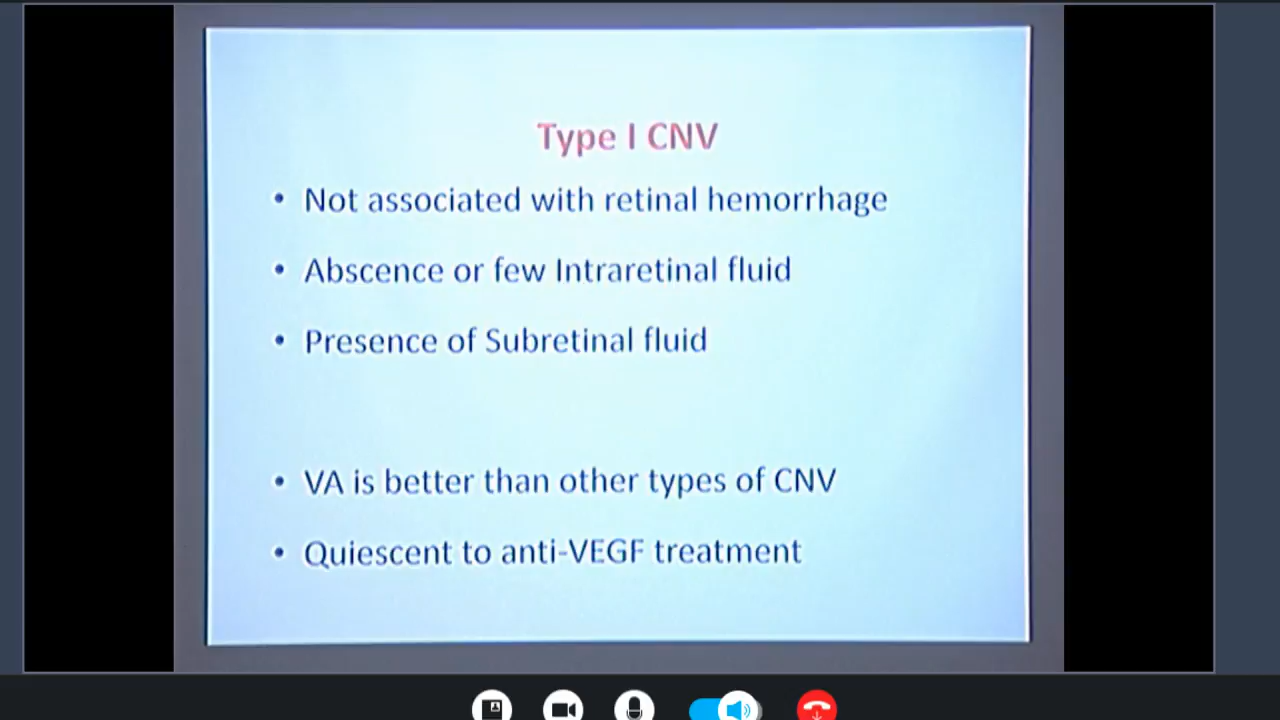 Type I CNV
• Not associated with retinal hemorrhage
• Abscence or few Intraretinal fluid
• Presence of Subretinal fluid
• VA is better than other types of CNV
• Quiescent to anti-VEGF treatment